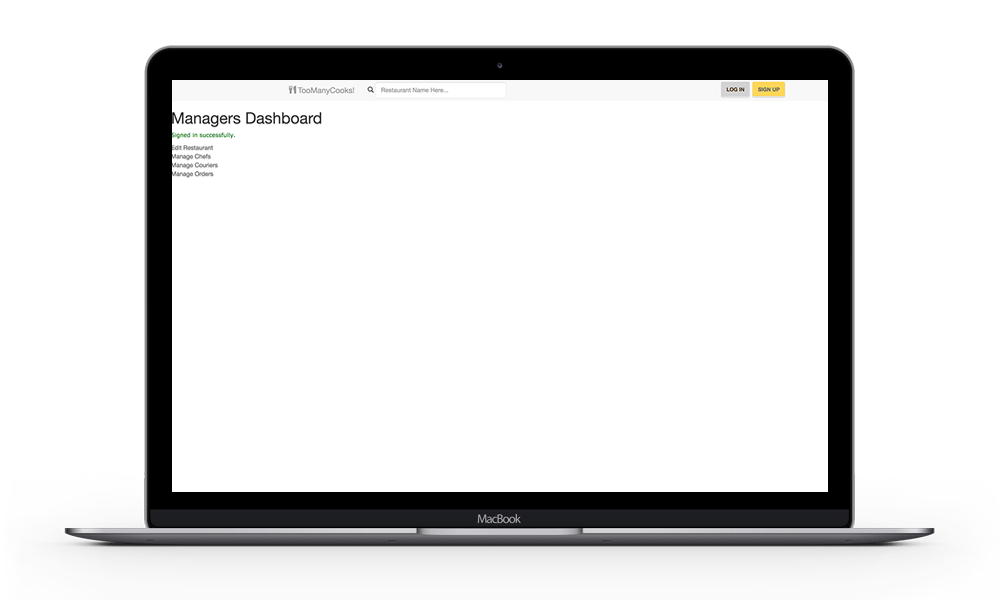 TooManyCooks!
Restaurant Name Here...
LOG IN
SIGN UP
Managers Dashboard
Signed in successfully.
Edit Restaurant
Manage Chefs
Manage Couriers
Manage Orders
MacBook